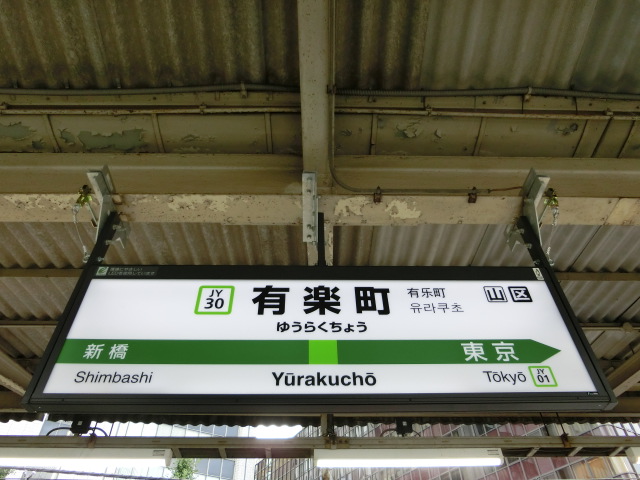 JY
30
有楽町
有乐町
유라쿠초
山 区
ゆうらくちょう
新橋
東京
Shimbashi
Yūrakuchō
Tōkyō
JY
01